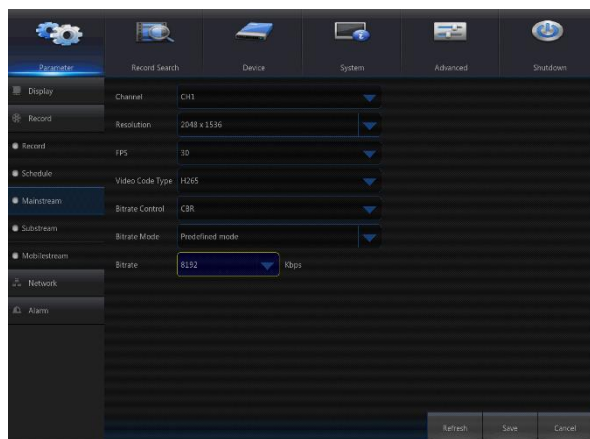 Parameter Record Search Device System Advanced Shutdown
Display
Record
Record
Schedule
Mainstream
Substream
Mobilestream
Network
Alarm
Channel CH1
Resolution 2048 x 1536
FPS 30
Video Code Type H265
Bitrate Control CBR
Bitrate Mode Predefined mode
Bitrate 8192 Kbps
Refresh Save Cancel